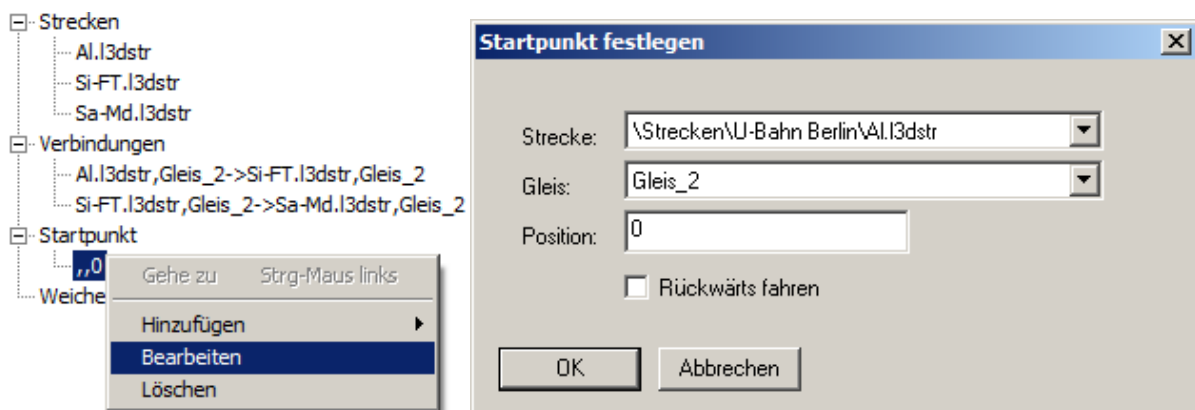 Strecken
Al.l3dstr
Si-FT.l3dstr
Sa-Md.l3dstr
Verbindungen
Al.l3dstr,Gleis_2->Si-FT.l3dstr,Gleis_2
Si-FT.l3dstr,Gleis_2->Sa-Md.l3dstr,Gleis_2
Startpunkt
,,0
Weiche
Gehe zu Strg-Maus links
Hinzufügen
Bearbeiten
Löschen
Startpunkt festlegen
Strecke: \Strecken\U-Bahn Berlin\Al.l3dstr
Gleis: Gleis_2
Position: 0
Rückwärts fahren
OK Abbrechen